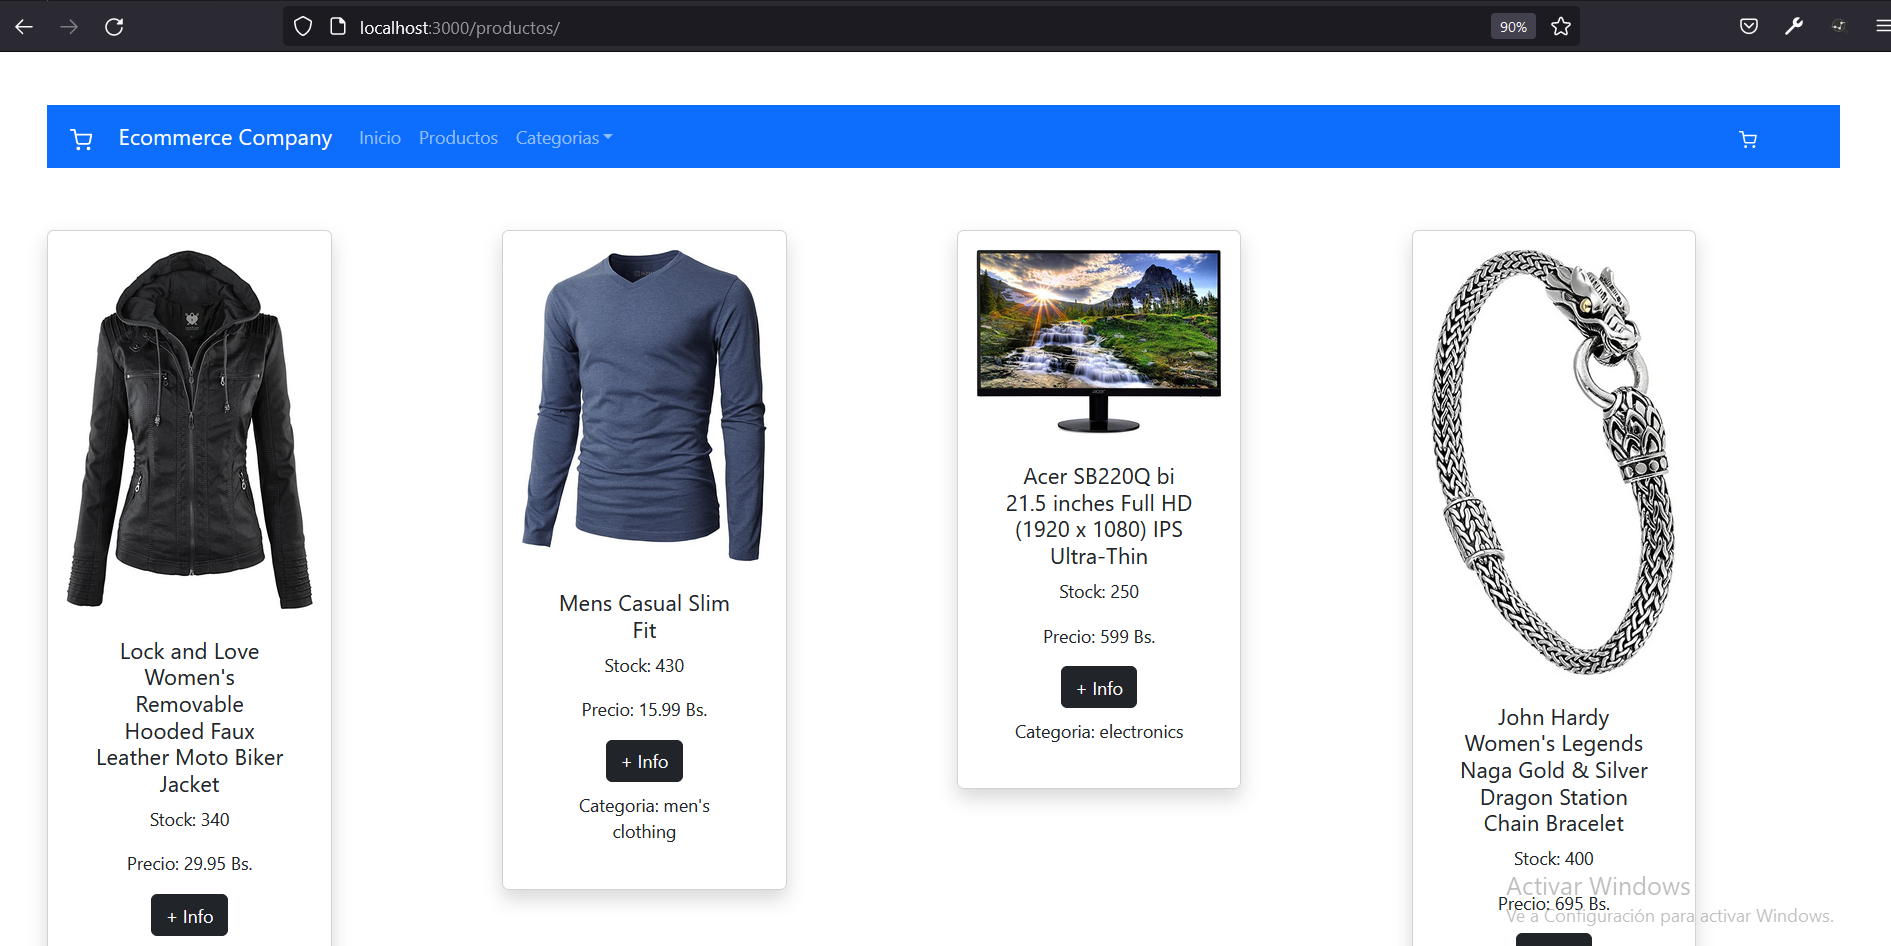 localhost:3000/productos/
90%
Ecommerce Company
Inicio
Productos
Categorias
Lock and Love
Women's
Removable
Hooded Faux
Leather Moto Biker
Jacket
Stock: 340
Precio: 29.95 Bs.
+ Info
Mens Casual Slim
Fit
Stock: 430
Precio: 15.99 Bs.
+ Info
Categoria: men's
clothing
Acer SB220Q bi
21.5 inches Full HD
(1920 x 1080) IPS
Ultra-Thin
Stock: 250
Precio: 599 Bs.
+ Info
Categoria: electronics
John Hardy
Women's Legends
Naga Gold & Silver
Dragon Station
Chain Bracelet
Stock: 400
Precio: 695 Bs.
Activar Windows
Ve a Configuración para activar Windows.